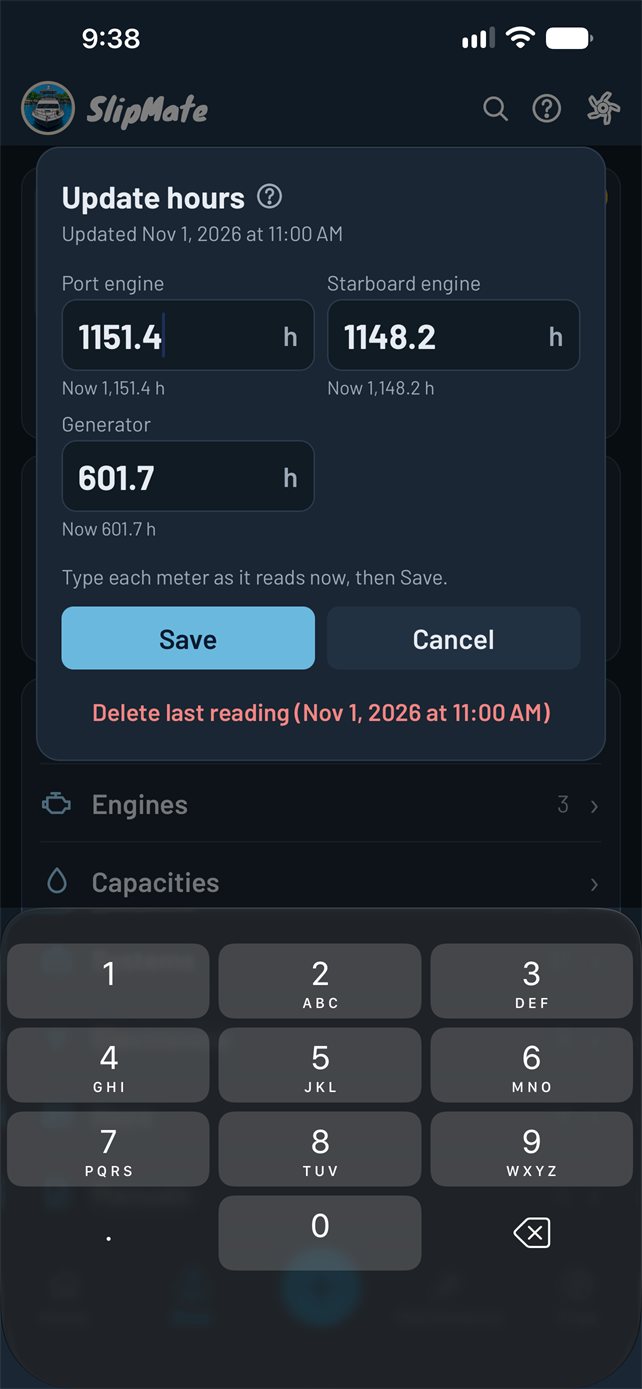 9:38
SlipMate
Update hours
Updated Nov 1, 2026 at 11:00 AM
Port engine
Starboard engine
1151.4 h
1148.2 h
Now 1,151.4 h
Now 1,148.2 h
Generator
601.7 h
Now 601.7 h
Type each meter as it reads now, then Save.
Save
Cancel
Delete last reading (Nov 1, 2026 at 11:00 AM)
Engines 3
Capacities
1
2 ABC
3 DEF
4 GHI
5 JKL
6 MNO
7 PQRS
8 TUV
9 WXYZ
.
0